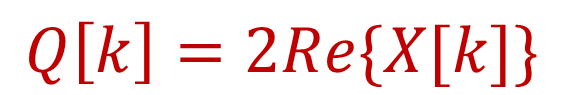 Q[k] = 2Re{X[k]}